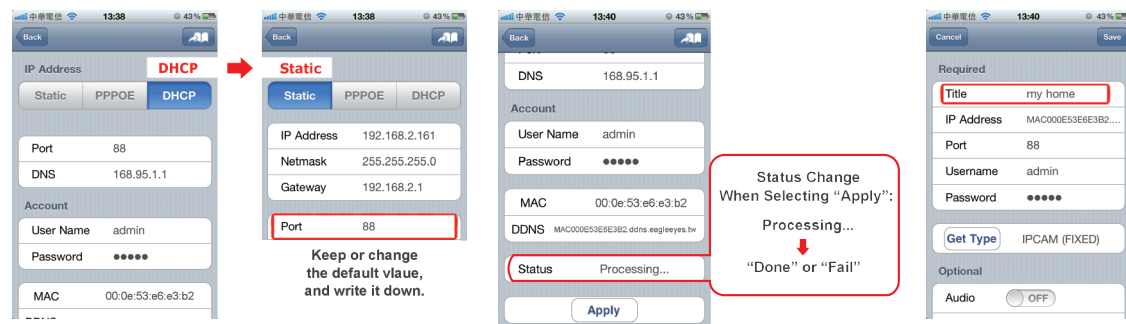 中華電信 13:38 43%
Back
IP Address
DHCP
Static PPPOE DHCP
Port 88
DNS 168.95.1.1
Account
User Name admin
Password ●●●●●
MAC 00:0e:53:e6:e3:b2
中華電信 13:38 43%
Back
Static
Static PPPOE DHCP
IP Address 192.168.2.161
Netmask 255.255.255.0
Gateway 192.168.2.1
Port 88
Keep or change
the default vlaue,
and write it down.
中華電信 13:40 43%
Back
DNS 168.95.1.1
Account
User Name admin
Password ●●●●●
MAC 00:0e:53:e6:e3:b2
DDNS MAC000E53E6E3B2.ddns.eagleeyes.tw
Status Processing...
Apply
Status Change
When Selecting “Apply”:
Processing...
“Done” or “Fail”
中華電信 13:40 43%
Cancel Save
Required
Title my home
IP Address MAC000E53E6E3B2....
Port 88
Username admin
Password ●●●●●
Get Type IPCAM (FIXED)
Optional
Audio OFF